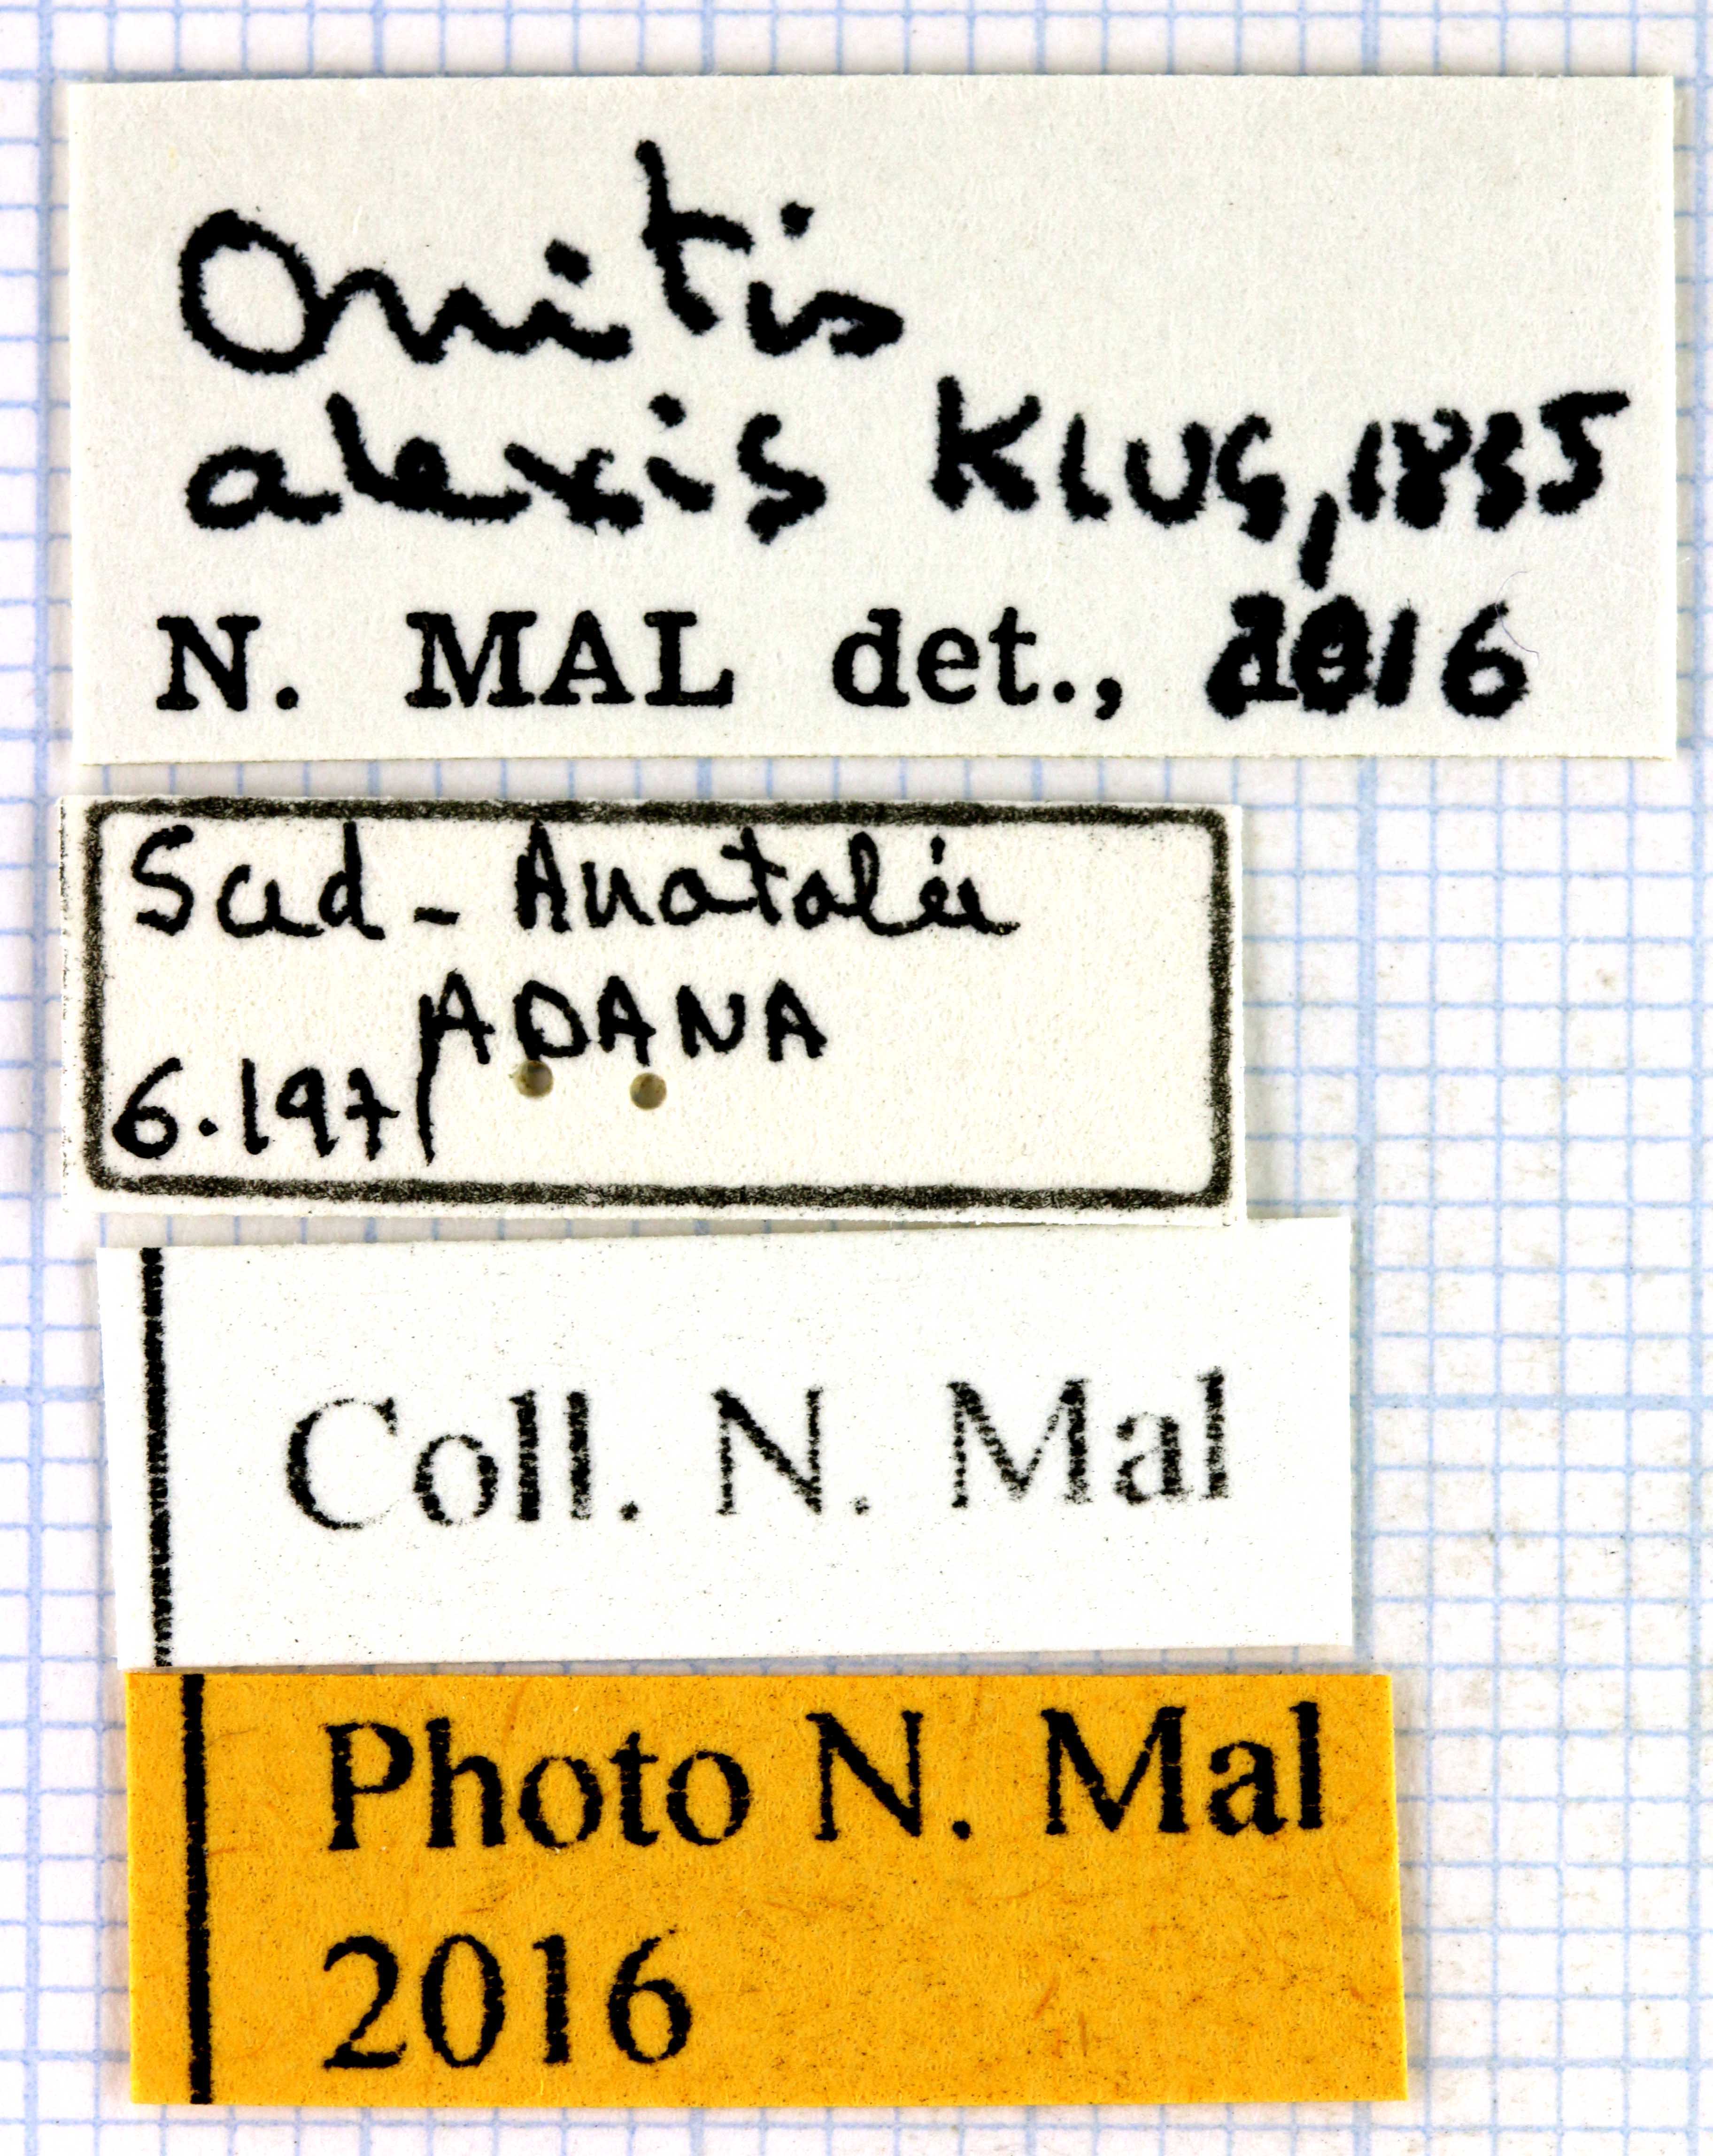 Onitis
alexis KLUG, 1835
N. MAL det., 2016
Sud - Anatolie
ADANA
6.1971
Coll. N. Mal
Photo N. Mal
2016